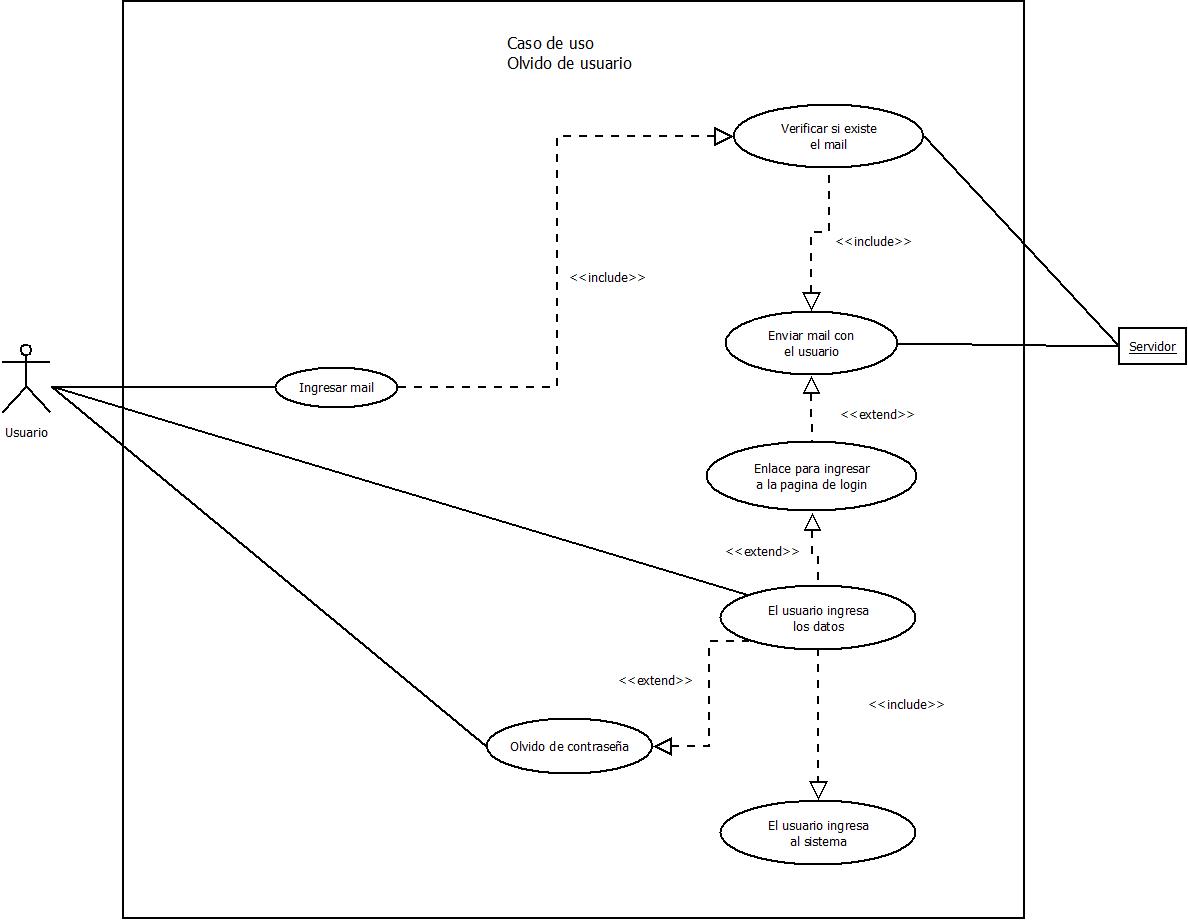 Caso de uso
Olvido de usuario
Verificar si existe
el mail
<<include>>
<<include>>
Enviar mail con
el usuario
Servidor
Ingresar mail
Usuario
<<extend>>
Enlace para ingresar
a la pagina de login
<<extend>>
El usuario ingresa
los datos
<<extend>>
<<include>>
Olvido de contraseña
El usuario ingresa
al sistema